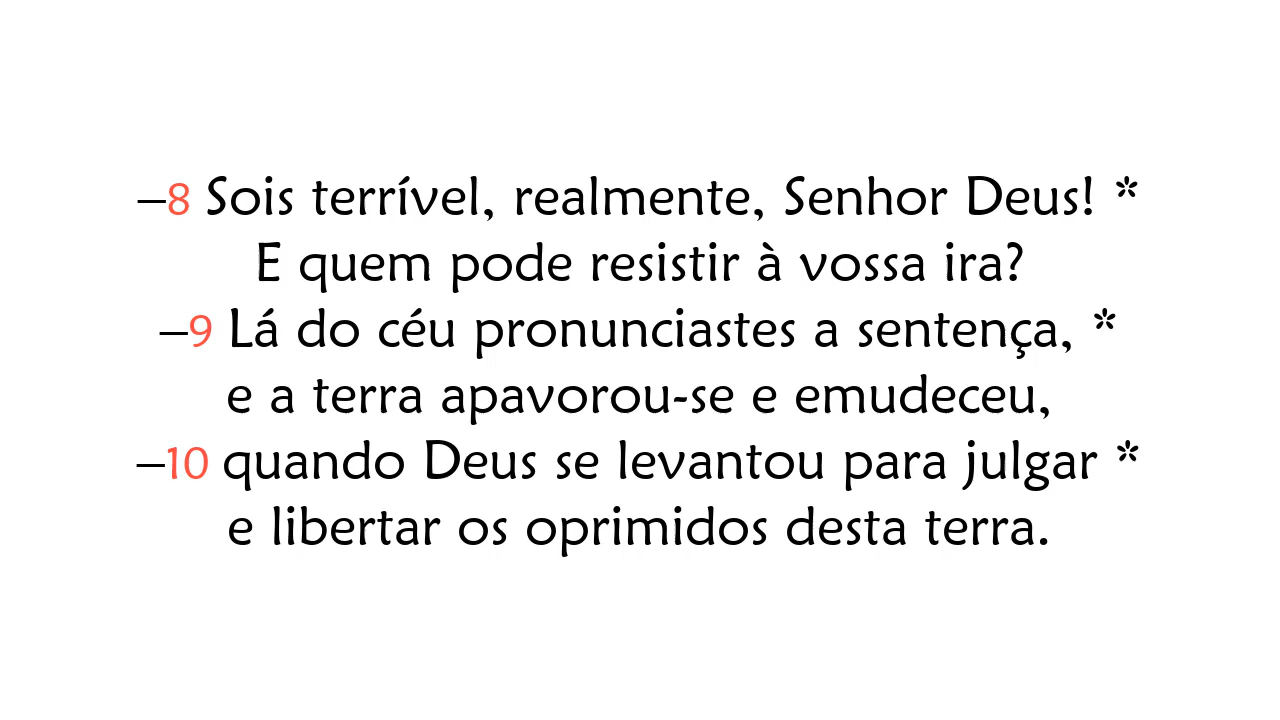 –8 Sois terrível, realmente, Senhor Deus! *
E quem pode resistir à vossa ira?
–9 Lá do céu pronunciastes a sentença, *
e a terra apavorou-se e emudeceu,
–10 quando Deus se levantou para julgar *
e libertar os oprimidos desta terra.